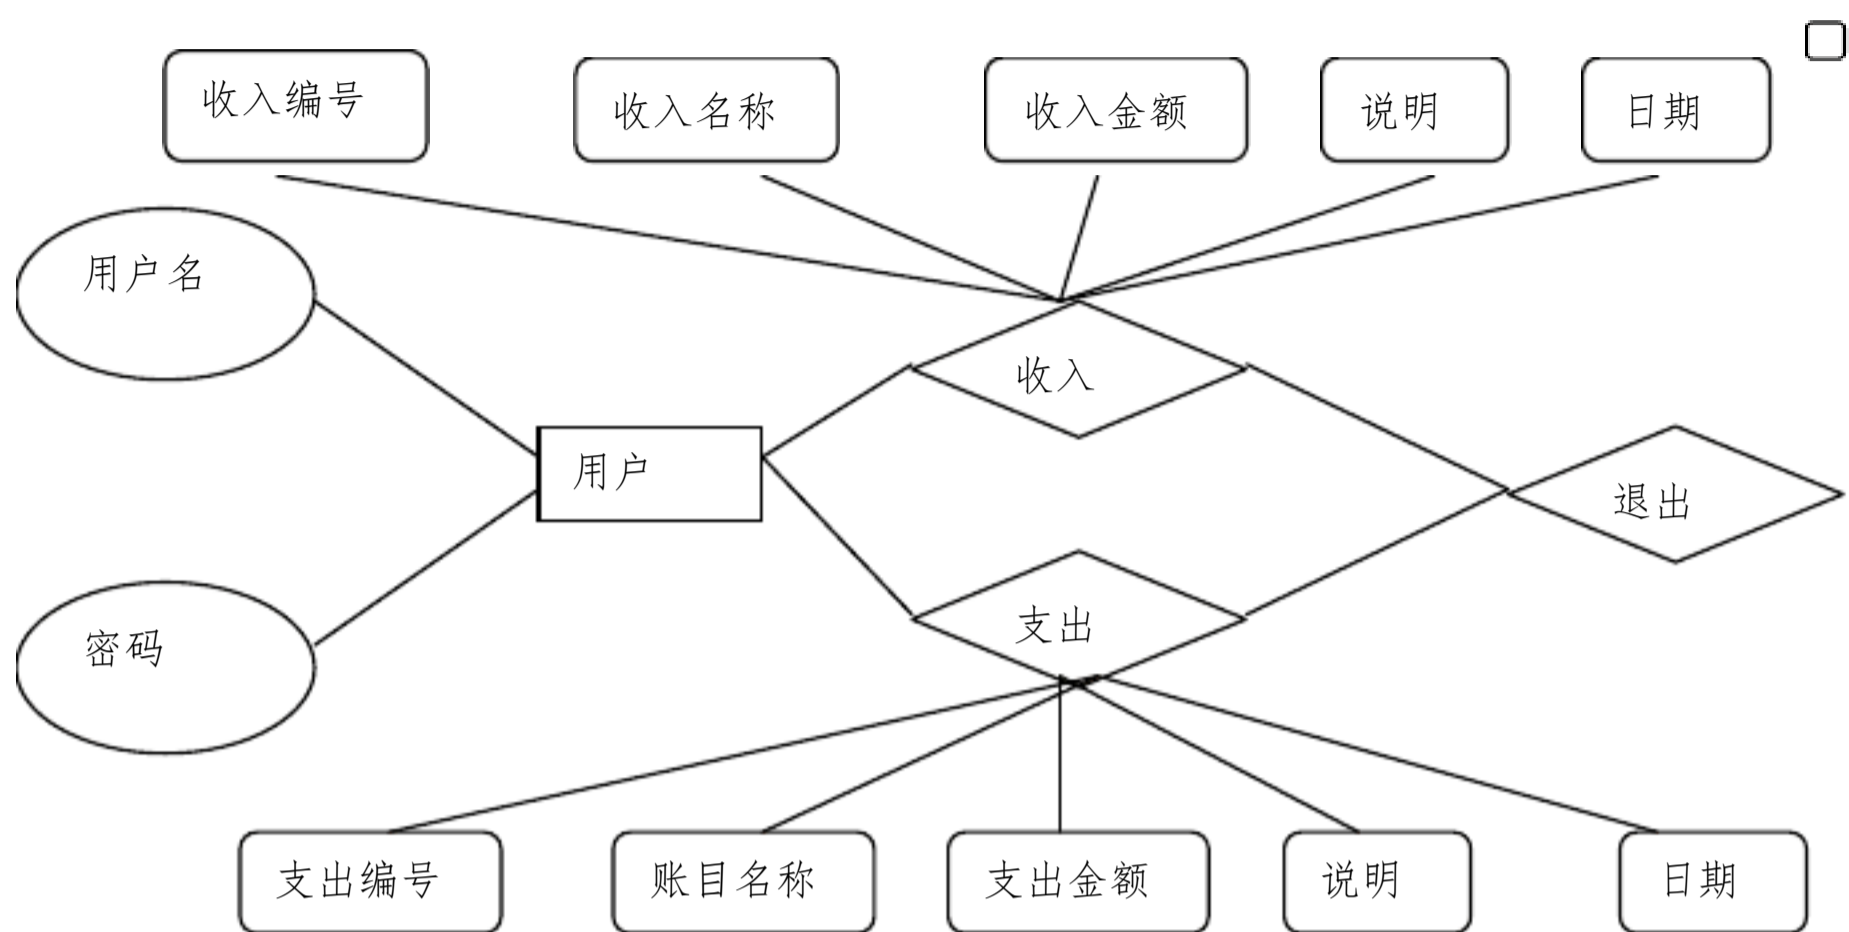 收入编号
收入名称
收入金额
说明
日期
用户名
收入
用户
退出
密码
支出
支出编号
账目名称
支出金额
说明
日期